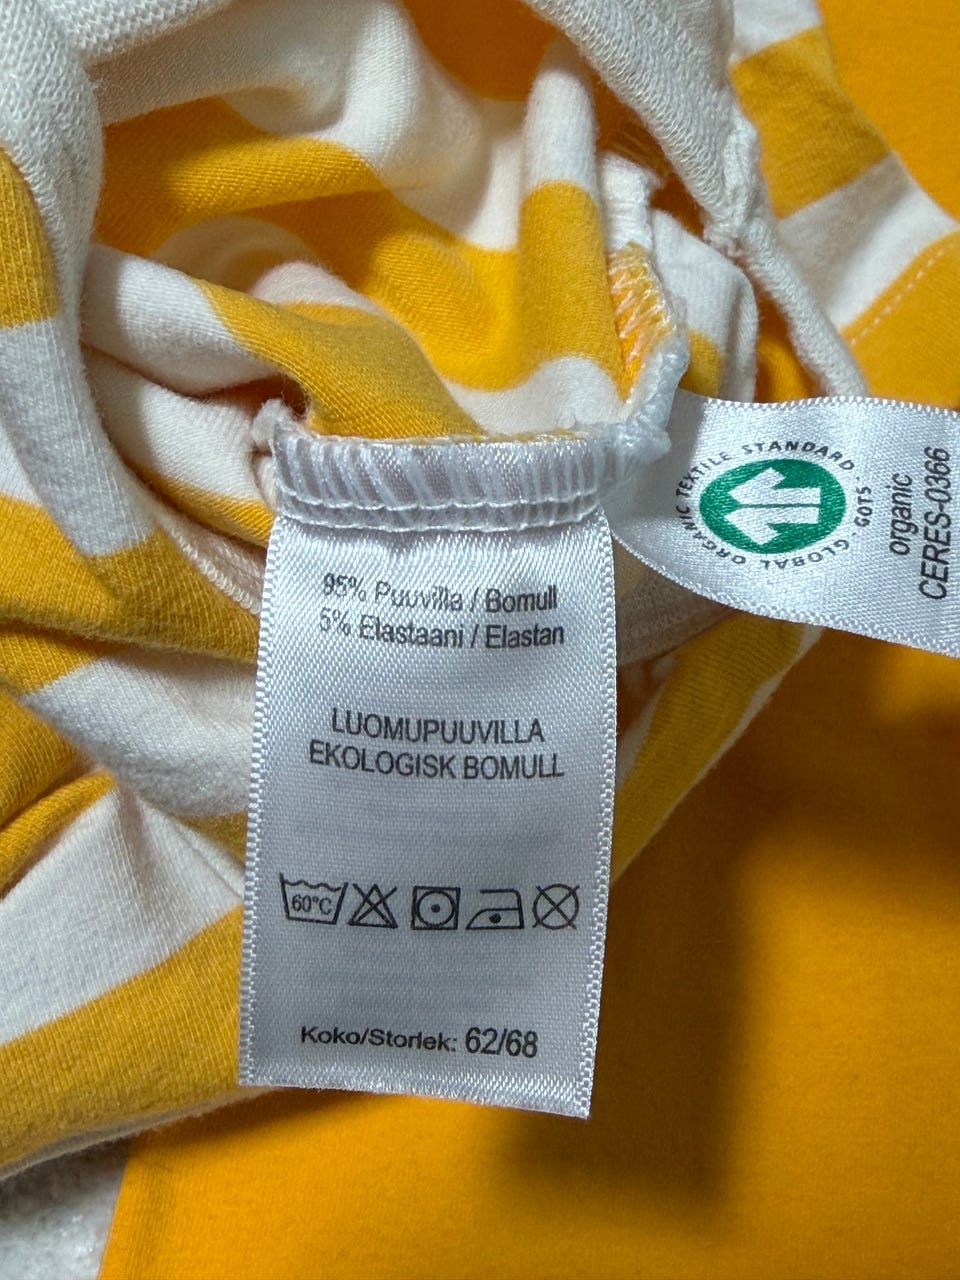 95% Puuvilla / Bomull
5% Elastaani / Elastan
LUOMUPUUVILLA
EKOLOGISK BOMULL
60°C
Koko/Storlek: 62/68
GLOBAL ORGANIC TEXTILE STANDARD · GOTS ·
organic
CERES-0366